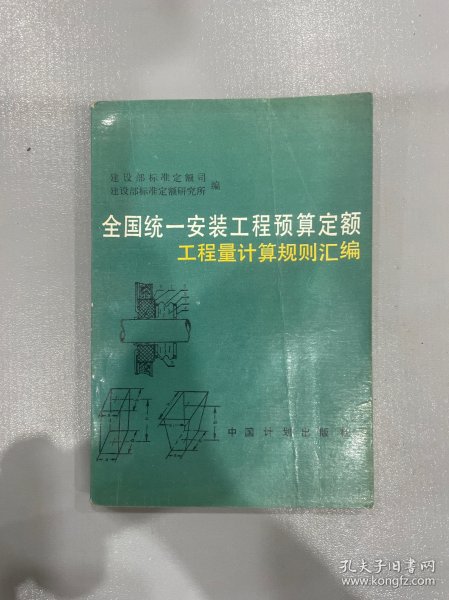 建设部标准定额司
建设部标准定额研究所 编
全国统一安装工程预算定额
工程量计算规则汇编
中国计划出版社
孔夫子旧书网
www.kongfz.com